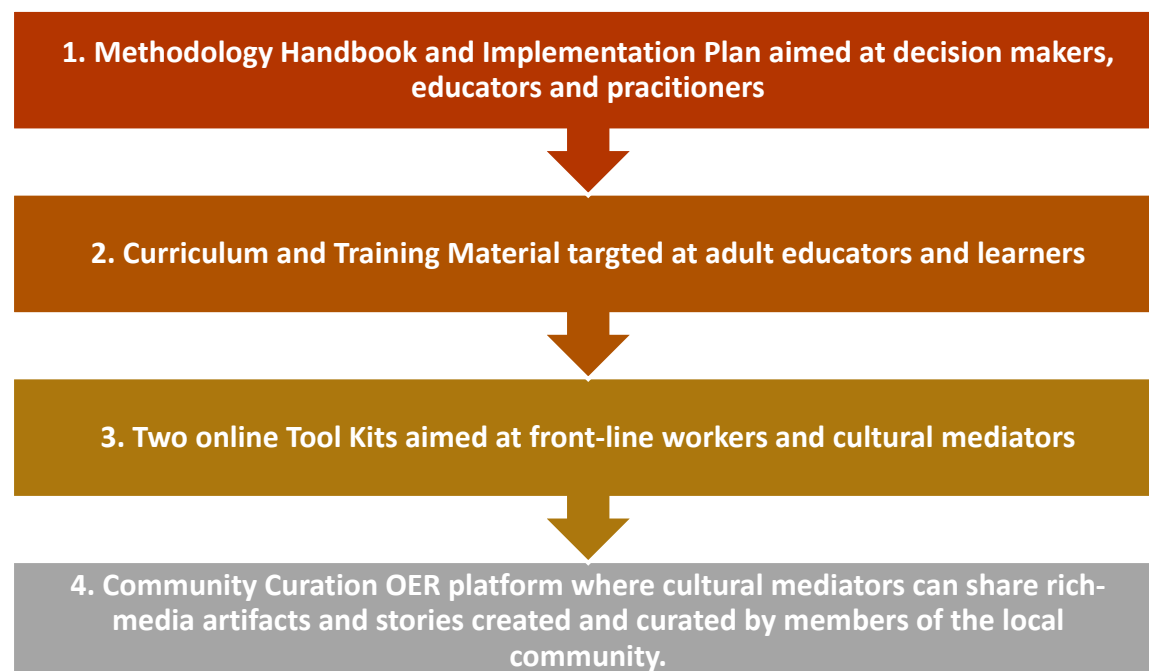 1. Methodology Handbook and Implementation Plan aimed at decision makers,
educators and pracitioners
2. Curriculum and Training Material targted at adult educators and learners
3. Two online Tool Kits aimed at front-line workers and cultural mediators
4. Community Curation OER platform where cultural mediators can share rich-
media artifacts and stories created and curated by members of the local
community.